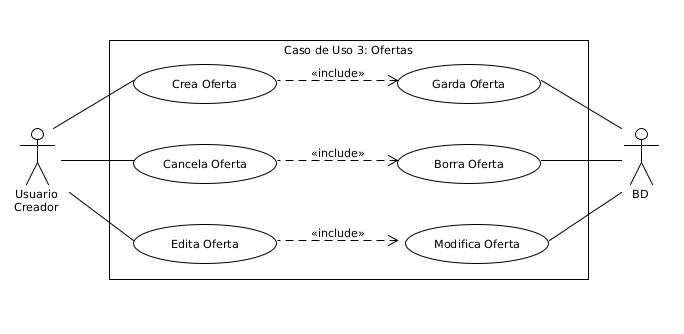 Caso de Uso 3: Ofertas
Crea Oferta
«include»
Garda Oferta
Cancela Oferta
«include»
Borra Oferta
Usuario
Creador
BD
Edita Oferta
«include»
Modifica Oferta